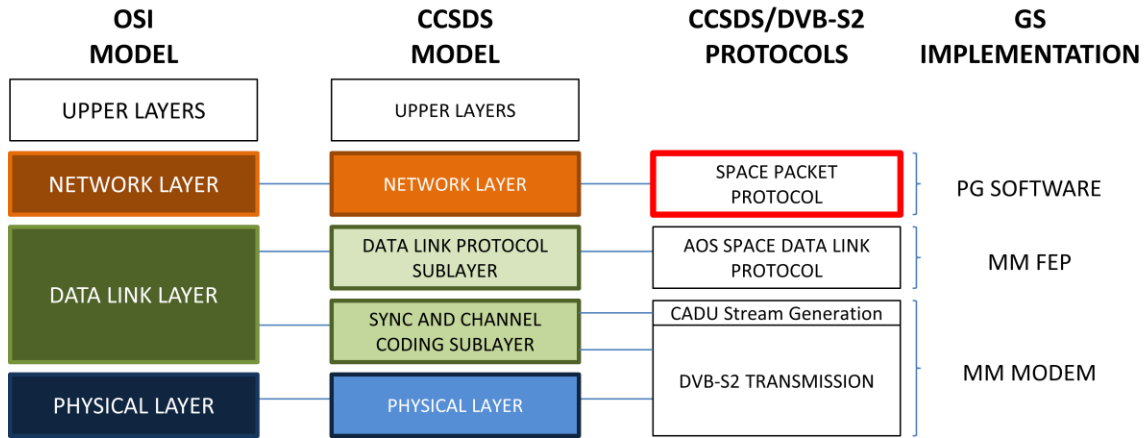 OSI
MODEL
CCSDS
MODEL
CCSDS/DVB-S2
PROTOCOLS
GS
IMPLEMENTATION
UPPER LAYERS
UPPER LAYERS
NETWORK LAYER
NETWORK LAYER
SPACE PACKET
PROTOCOL
PG SOFTWARE
DATA LINK LAYER
DATA LINK PROTOCOL
SUBLAYER
AOS SPACE DATA LINK
PROTOCOL
MM FEP
SYNC AND CHANNEL
CODING SUBLAYER
CADU Stream Generation
DVB-S2 TRANSMISSION
MM MODEM
PHYSICAL LAYER
PHYSICAL LAYER